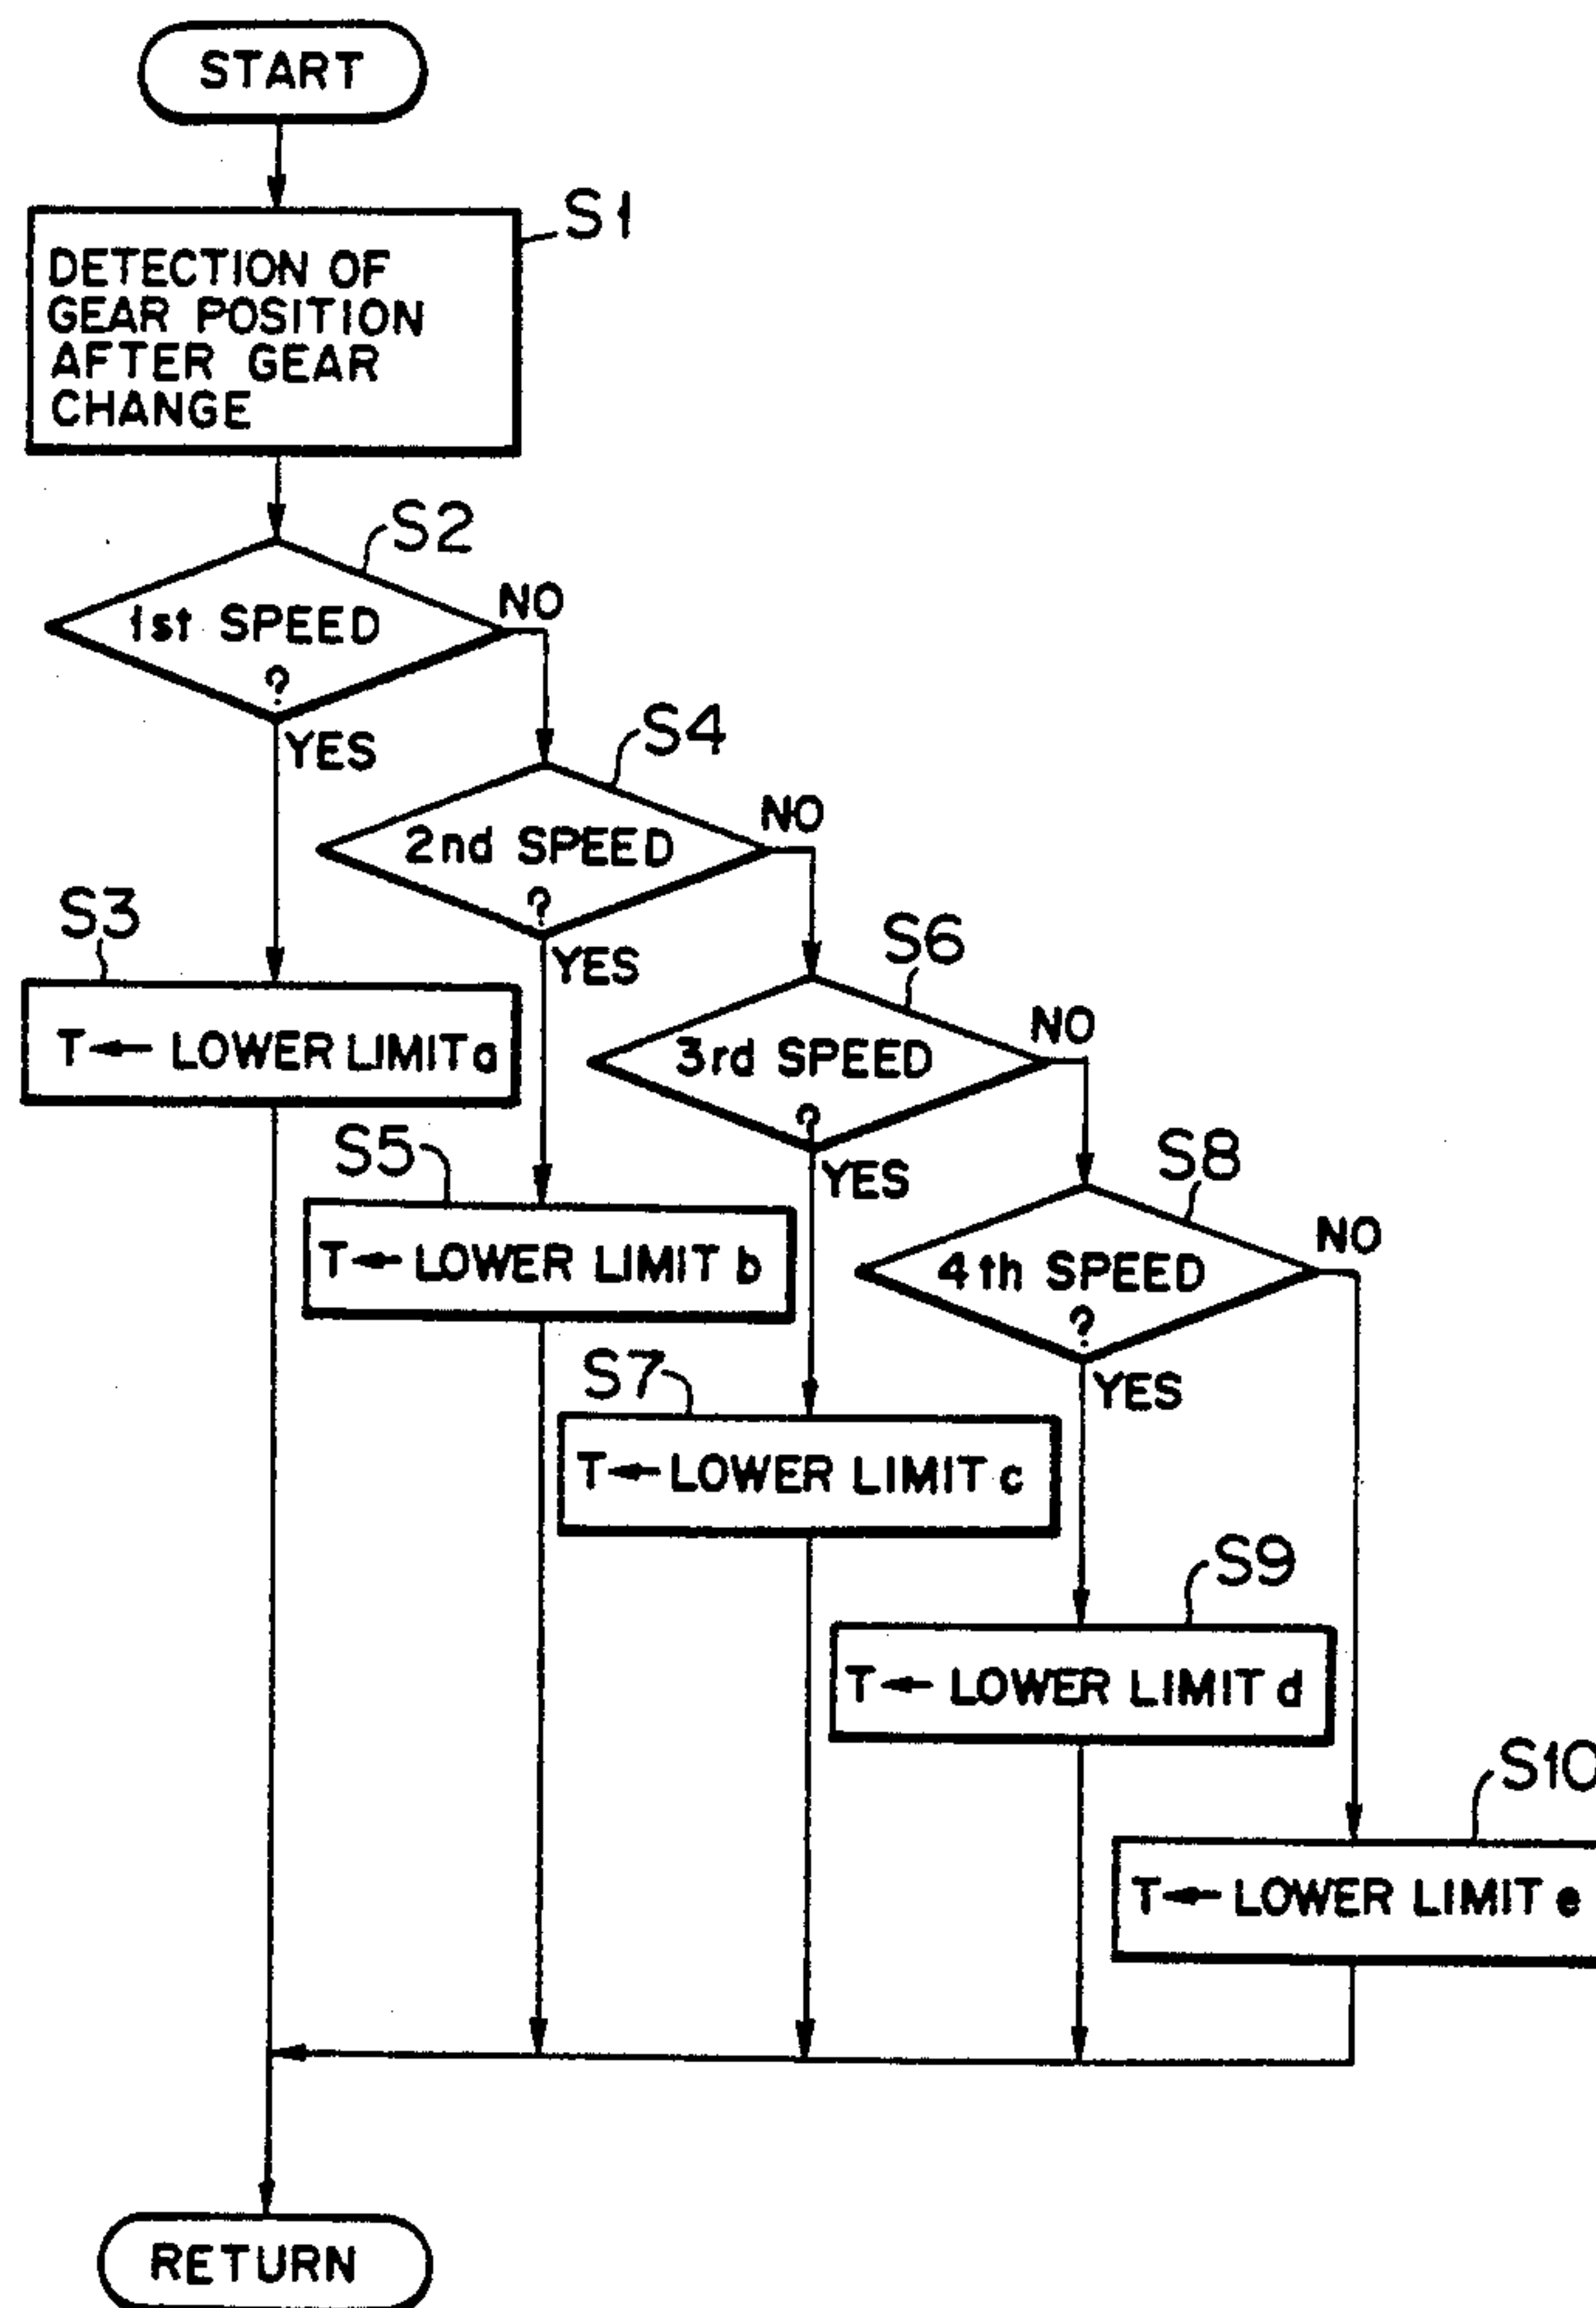 START
S1
DETECTION OF
GEAR POSITION
AFTER GEAR
CHANGE
S2
1st SPEED
?
NO
YES
S4
2nd SPEED
?
NO
YES
S3
T← LOWER LIMIT a
S6
3rd SPEED
?
NO
YES
S5
T← LOWER LIMIT b
S8
4th SPEED
?
NO
YES
S7
T← LOWER LIMIT c
S9
T← LOWER LIMIT d
S10
T← LOWER LIMIT e
RETURN